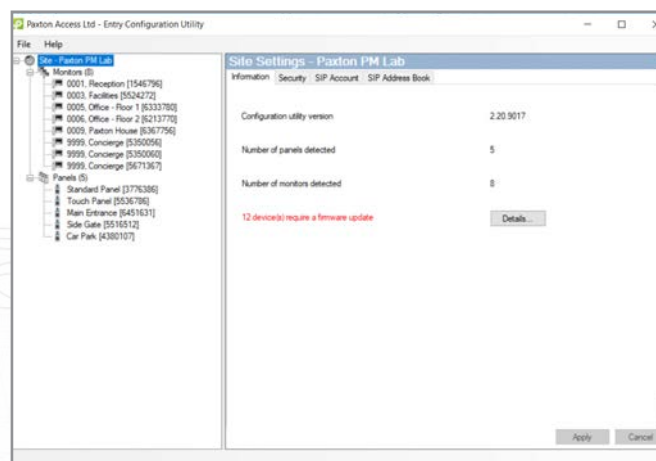 Paxton Access Ltd - Entry Configuration Utility
File Help
Site - Paxton PM Lab
Monitors (8)
0001, Reception [1546796]
0003, Facilities [5524272]
0005, Office - Floor 1 [6333780]
0006, Office - Floor 2 [6213770]
0009, Paxton House [6367756]
9999, Concierge [5350056]
9999, Concierge [5350060]
9999, Concierge [5671367]
Panels (5)
Standard Panel [3776386]
Touch Panel [5536786]
Main Entrance [6451631]
Side Gate [5516512]
Car Park [4380107]
Site Settings - Paxton PM Lab
Information Security SIP Account SIP Address Book
Configuration utility version 2.20.9017
Number of panels detected 5
Number of monitors detected 8
12 device(s) require a firmware update Details...
Apply Cancel